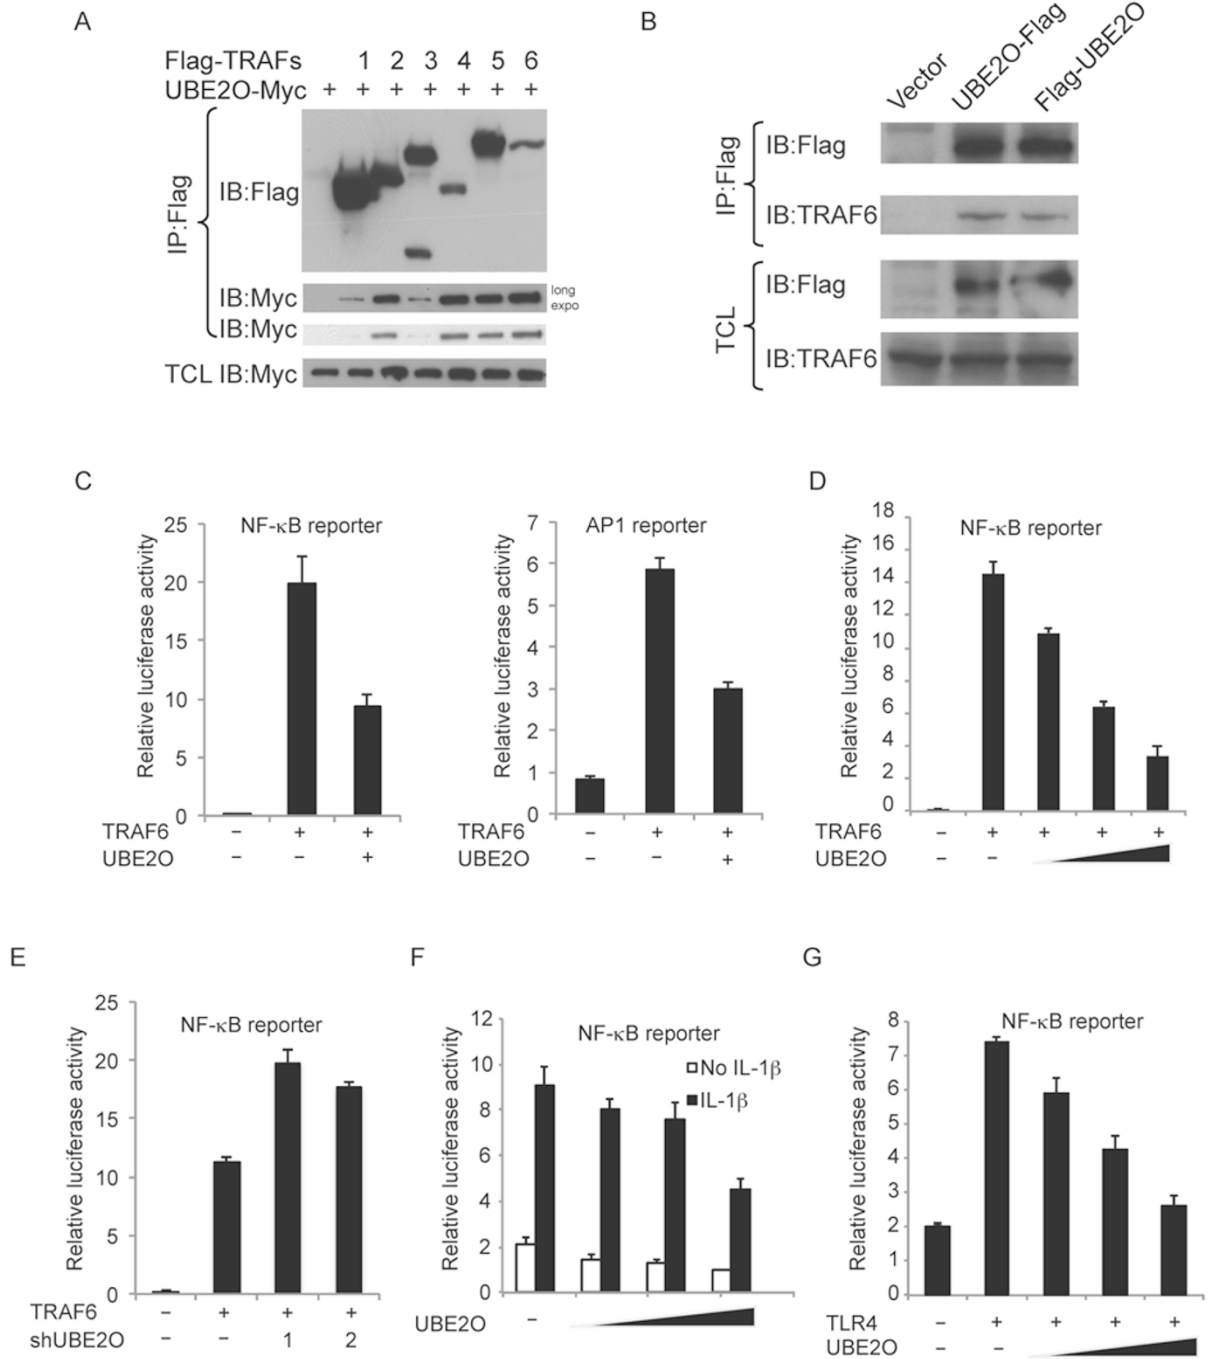 A
Flag-TRAFs 1 2 3 4 5 6
UBE2O-Myc + + + + + + +
IP:Flag
IB:Flag
IB:Myc
long
expo
IB:Myc
TCL IB:Myc
B
Vector
UBE2O-Flag
Flag-UBE2O
IP:Flag
IB:Flag
IB:TRAF6
TCL
IB:Flag
IB:TRAF6
C
NF-κB reporter
Relative luciferase activity
25
20
15
10
5
0
TRAF6 – + +
UBE2O – – +
AP1 reporter
Relative luciferase activity
7
6
5
4
3
2
1
0
TRAF6 – + +
UBE2O – – +
D
NF-κB reporter
Relative luciferase activity
18
16
14
12
10
8
6
4
2
0
TRAF6 – + + + +
UBE2O – –
E
NF-κB reporter
Relative luciferase activity
25
20
15
10
5
0
TRAF6 – + + +
shUBE2O – – 1 2
F
NF-κB reporter
No IL-1β
IL-1β
Relative luciferase activity
12
10
8
6
4
2
0
UBE2O –
G
NF-κB reporter
Relative luciferase activity
8
7
6
5
4
3
2
1
0
TLR4 – + + + +
UBE2O – –